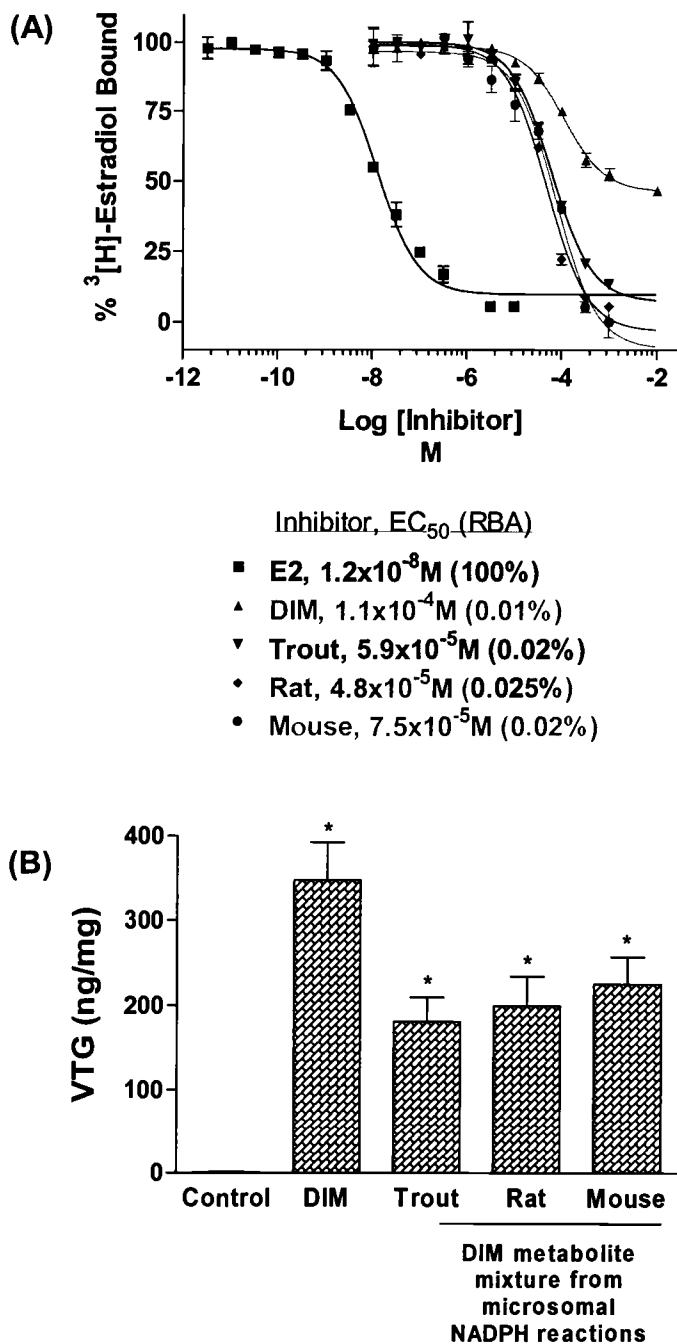 (A)
% ³[H]-Estradiol Bound
100
75
50
25
0
-12 -10 -8 -6 -4 -2
Log [Inhibitor]
M
Inhibitor, EC₅₀ (RBA)
■ E2, 1.2x10⁻⁸M (100%)
▲ DIM, 1.1x10⁻⁴M (0.01%)
▼ Trout, 5.9x10⁻⁵M (0.02%)
◆ Rat, 4.8x10⁻⁵M (0.025%)
● Mouse, 7.5x10⁻⁵M (0.02%)
(B)
VTG (ng/mg)
400
300
200
100
0
* * * *
Control DIM Trout Rat Mouse
DIM metabolite
mixture from
microsomal
NADPH reactions